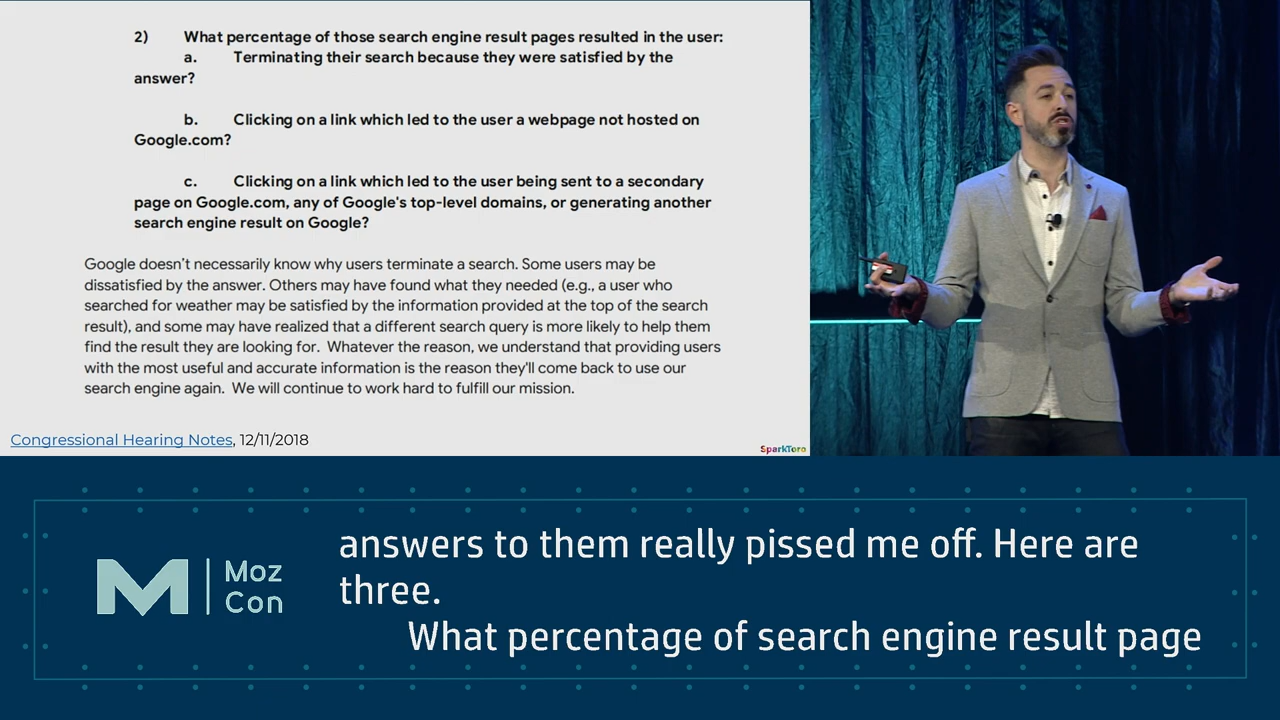 2) What percentage of those search engine result pages resulted in the user:
a. Terminating their search because they were satisfied by the
answer?
b. Clicking on a link which led to the user a webpage not hosted on
Google.com?
c. Clicking on a link which led to the user being sent to a secondary
page on Google.com, any of Google's top-level domains, or generating another
search engine result on Google?
Google doesn't necessarily know why users terminate a search. Some users may be
dissatisfied by the answer. Others may have found what they needed (e.g., a user who
searched for weather may be satisfied by the information provided at the top of the search
result), and some may have realized that a different search query is more likely to help them
find the result they are looking for. Whatever the reason, we understand that providing users
with the most useful and accurate information is the reason they'll come back to use our
search engine again. We will continue to work hard to fulfill our mission.
Congressional Hearing Notes, 12/11/2018
SparkToro
M
Moz
Con
answers to them really pissed me off. Here are
three.
What percentage of search engine result page